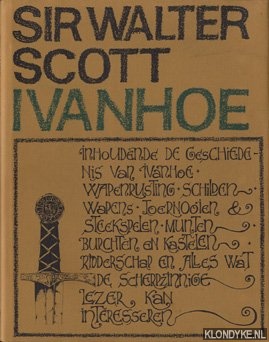 SIR WALTER
SCOTT
IVANHOE
INHOUDENDE DE GESCHIEDE-
NIS VAN IVANHOE •
WAPENRUSTING • SCHILDEN
WAPENS • TOERNOOIEN &
STEEKSPELEN • MUNTEN
BURCHTEN EN KASTELEN
RIDDERSCHAP EN ALLES WAT
DE SCHERPZINNIGE
LEZER KAN
INTERESSEREN
KLONDYKE.NL